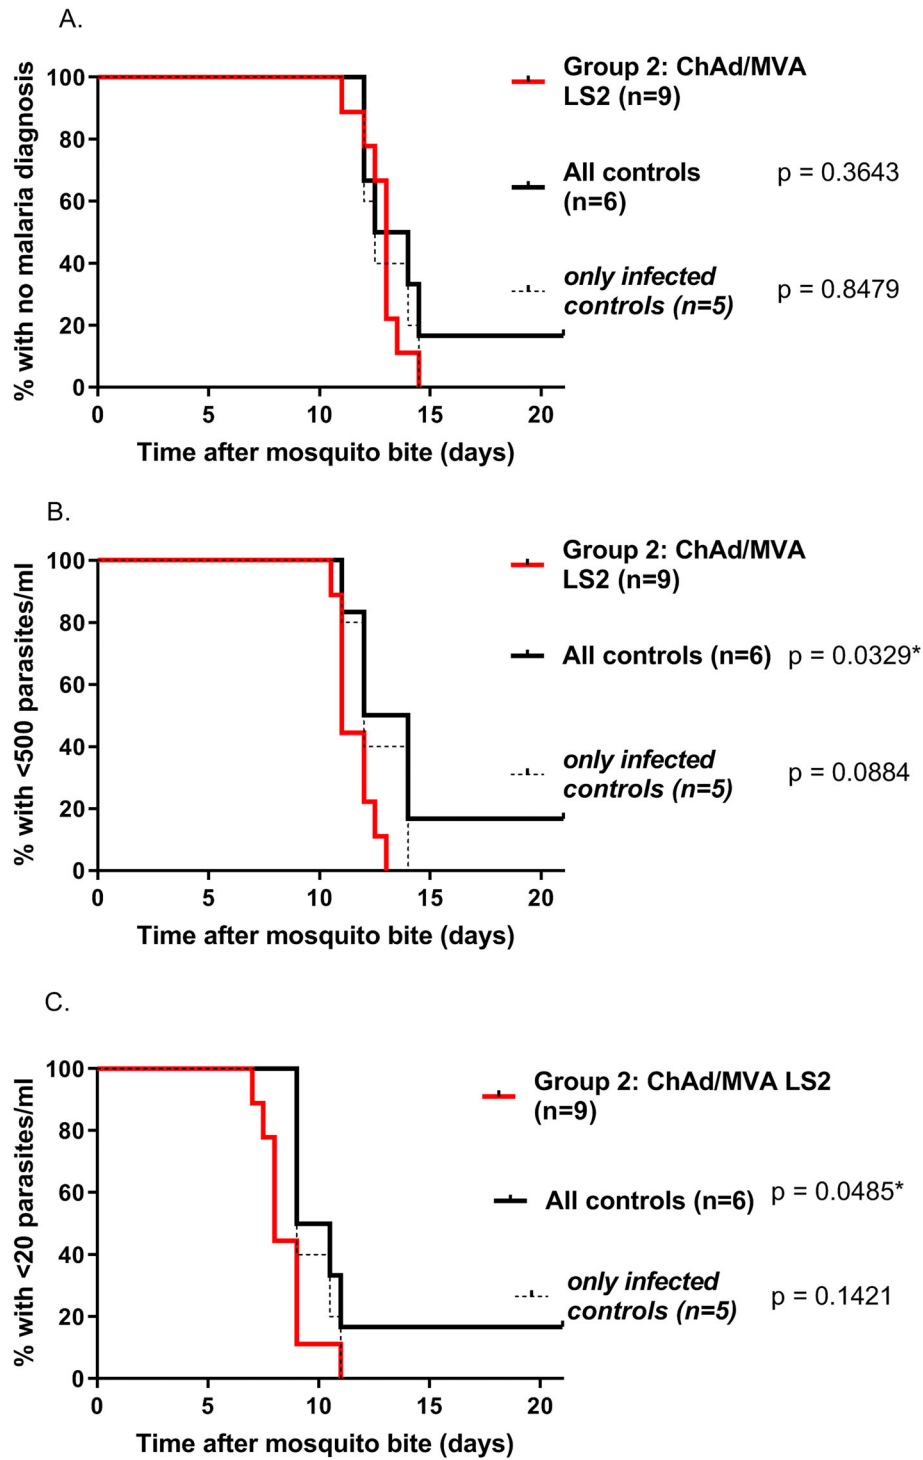 A.
% with no malaria diagnosis
100
80
60
40
20
0
0 5 10 15 20
Time after mosquito bite (days)
Group 2: ChAd/MVA
LS2 (n=9)
All controls
(n=6)
p = 0.3643
only infected
controls (n=5)
p = 0.8479
B.
% with <500 parasites/ml
100
80
60
40
20
0
0 5 10 15 20
Time after mosquito bite (days)
Group 2: ChAd/MVA
LS2 (n=9)
All controls (n=6) p = 0.0329*
only infected
controls (n=5)
p = 0.0884
C.
% with <20 parasites/ml
100
80
60
40
20
0
0 5 10 15 20
Time after mosquito bite (days)
Group 2: ChAd/MVA LS2
(n=9)
All controls (n=6) p = 0.0485*
only infected
controls (n=5)
p = 0.1421